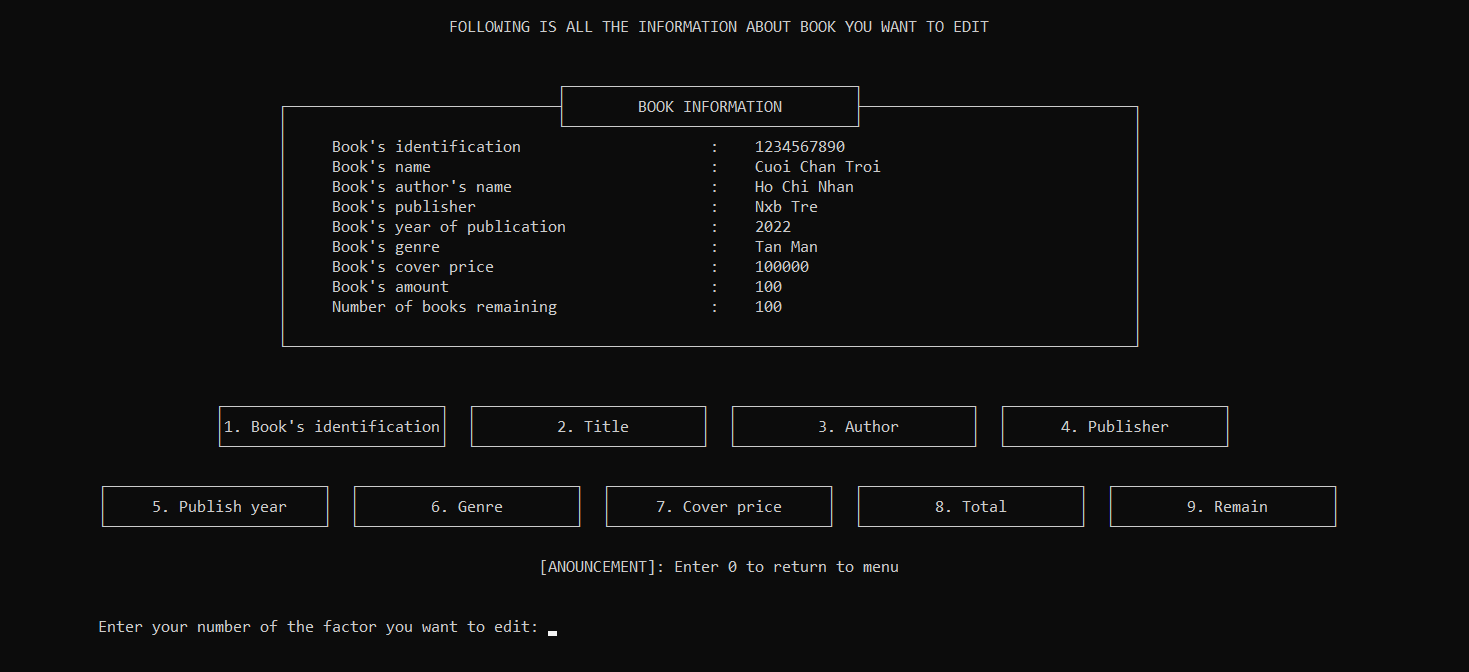 FOLLOWING IS ALL THE INFORMATION ABOUT BOOK YOU WANT TO EDIT
BOOK INFORMATION
Book's identification : 1234567890
Book's name : Cuoi Chan Troi
Book's author's name : Ho Chi Nhan
Book's publisher : Nxb Tre
Book's year of publication : 2022
Book's genre : Tan Man
Book's cover price : 100000
Book's amount : 100
Number of books remaining : 100
1. Book's identification 2. Title 3. Author 4. Publisher
5. Publish year 6. Genre 7. Cover price 8. Total 9. Remain
[ANOUNCEMENT]: Enter 0 to return to menu
Enter your number of the factor you want to edit: